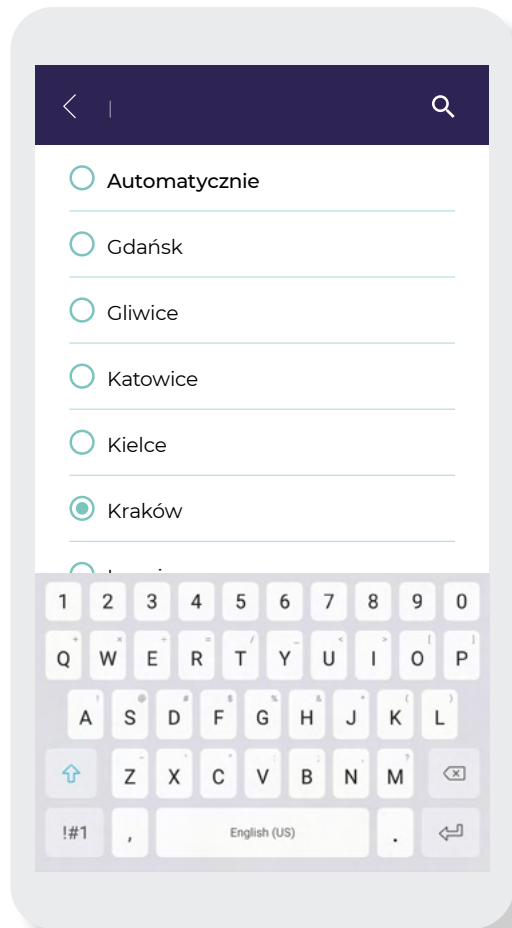 Automatycznie
Gdańsk
Gliwice
Katowice
Kielce
Kraków
1 2 3 4 5 6 7 8 9 0
Q W E R T Y U I O P
A S D F G H J K L
Z X C V B N M
!#1 , English (US) .